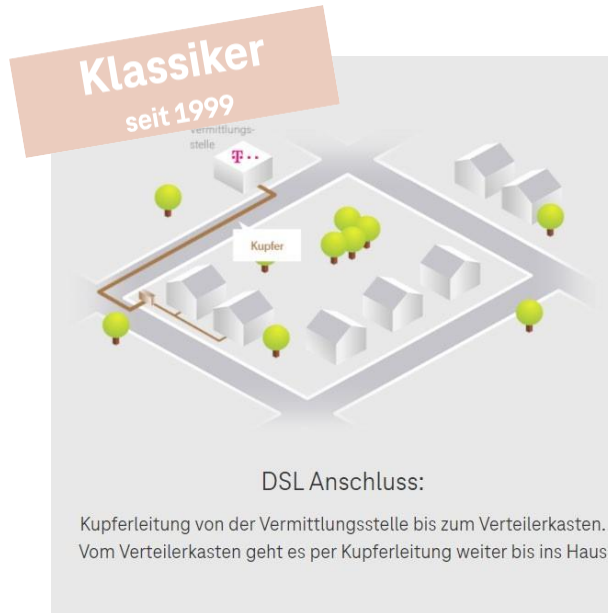 Klassiker
seit 1999
Vermittlungs-
stelle
T
Kupfer
DSL Anschluss:
Kupferleitung von der Vermittlungsstelle bis zum Verteilerkasten.
Vom Verteilerkasten geht es per Kupferleitung weiter bis ins Haus